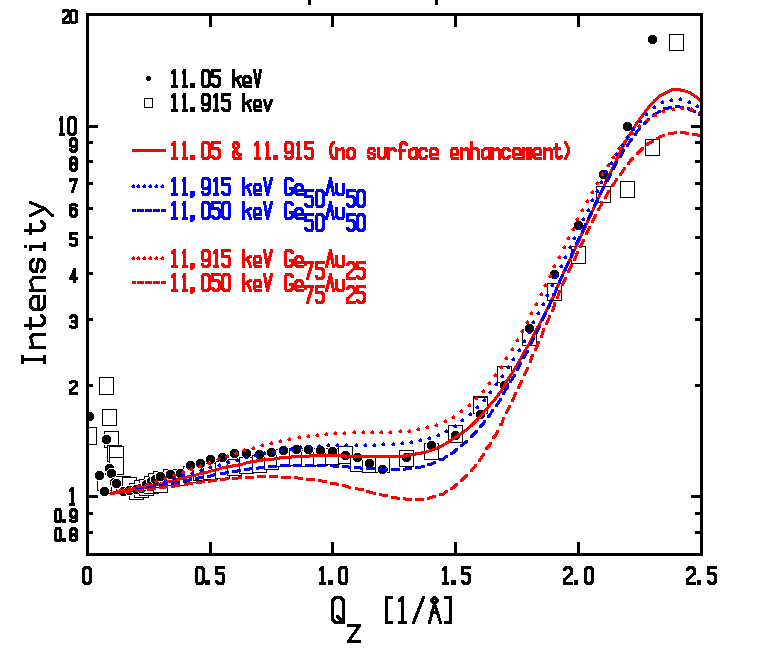 20
11.05 keV
11.915 kev
10
9
8
7
6
5
4
3
2
1
0.9
0.8
11.05 & 11.915 (no surface enhancement)
11,915 keV Ge50Au50
11,050 keV Ge50Au50
11,915 keV Ge75Au25
11,050 keV Ge75Au25
Intensity
0 0.5 1.0 1.5 2.0 2.5
Qz [1/Å]